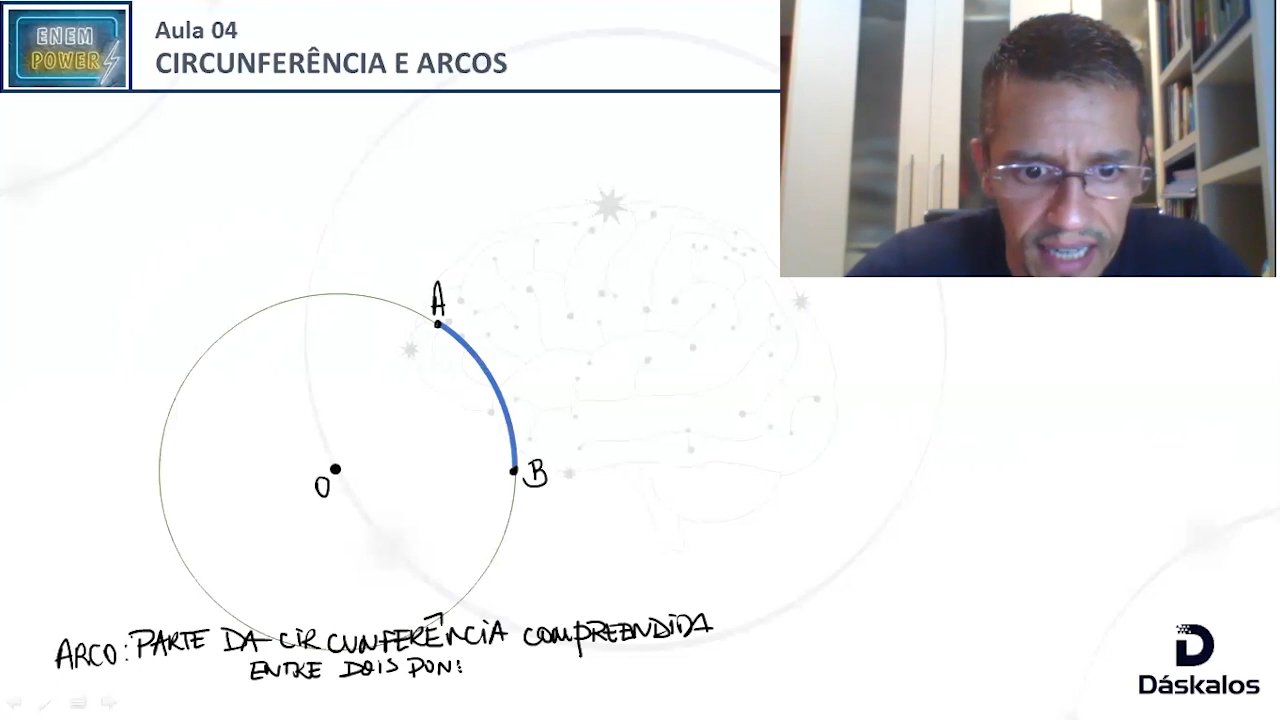 ENEM
POWER
Aula 04
CIRCUNFERÊNCIA E ARCOS
A
O
B
ARCO: PARTE DA CIRCUNFERÊNCIA COMPREENDIDA
ENTRE DOIS PON
Dáskalos